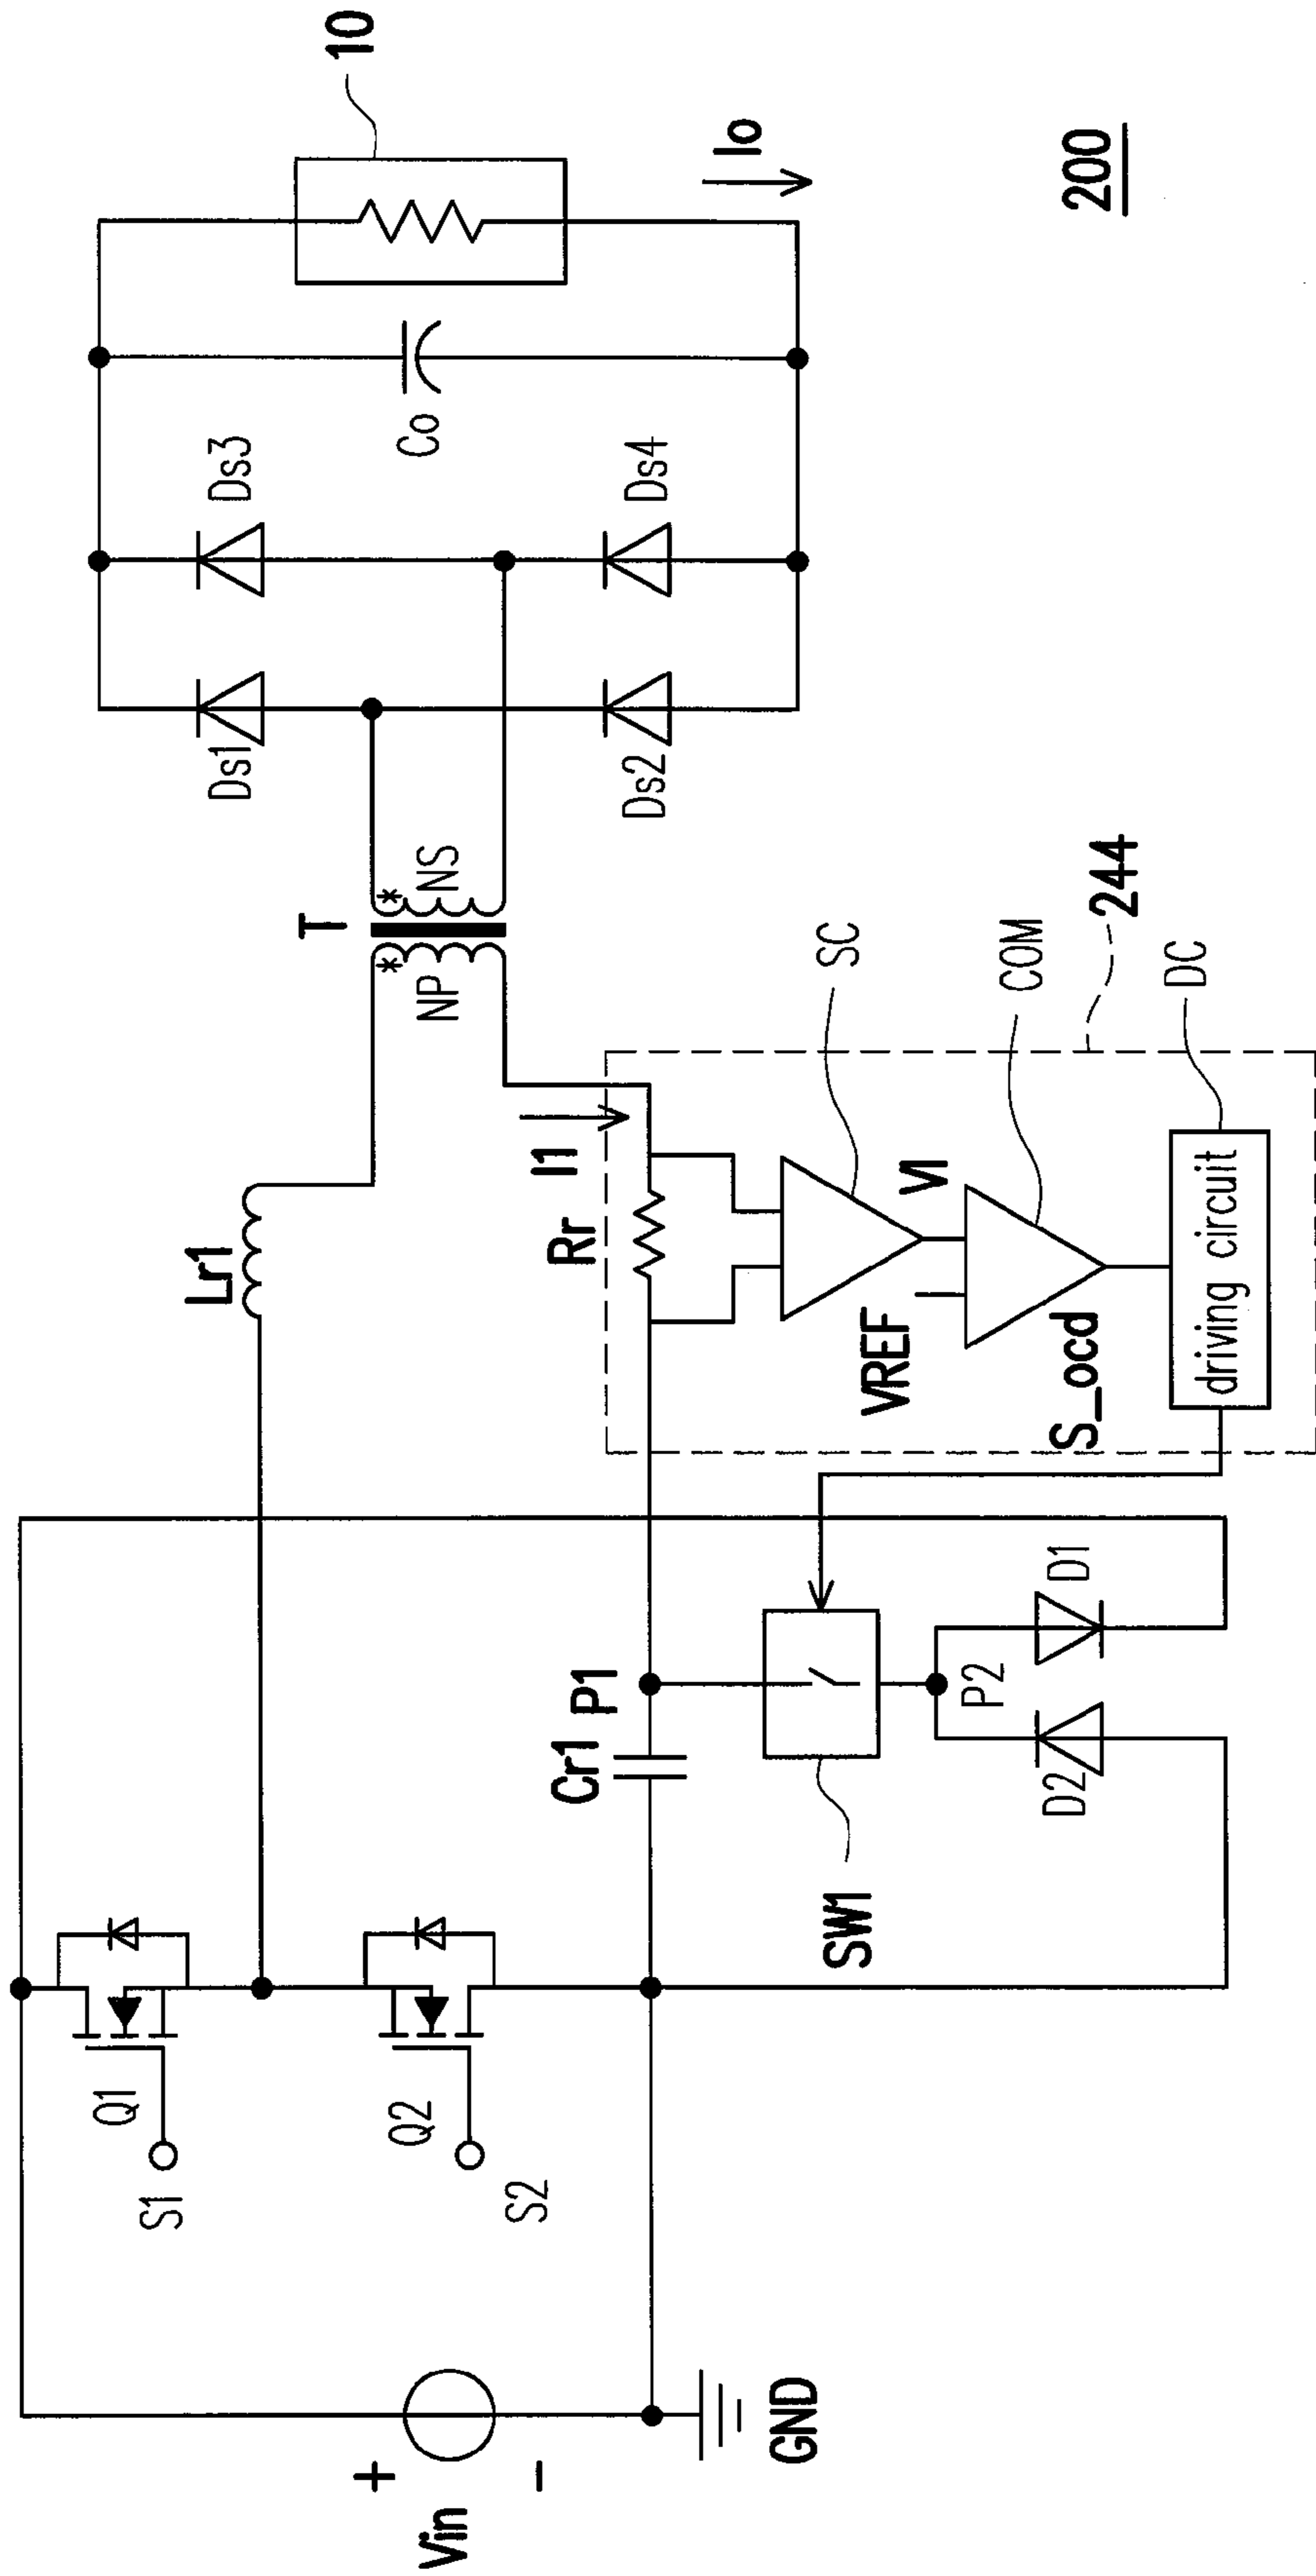 Vin
+
-
GND
S1
Q1
S2
Q2
Lr1
T
*
*
NP
NS
Ds1
Ds3
Ds2
Ds4
Co
10
Io
200
Cr1
P1
Rr
I1
SW1
P2
D2
D1
SC
VI
VREF
COM
S_ocd
driving circuit
DC
244